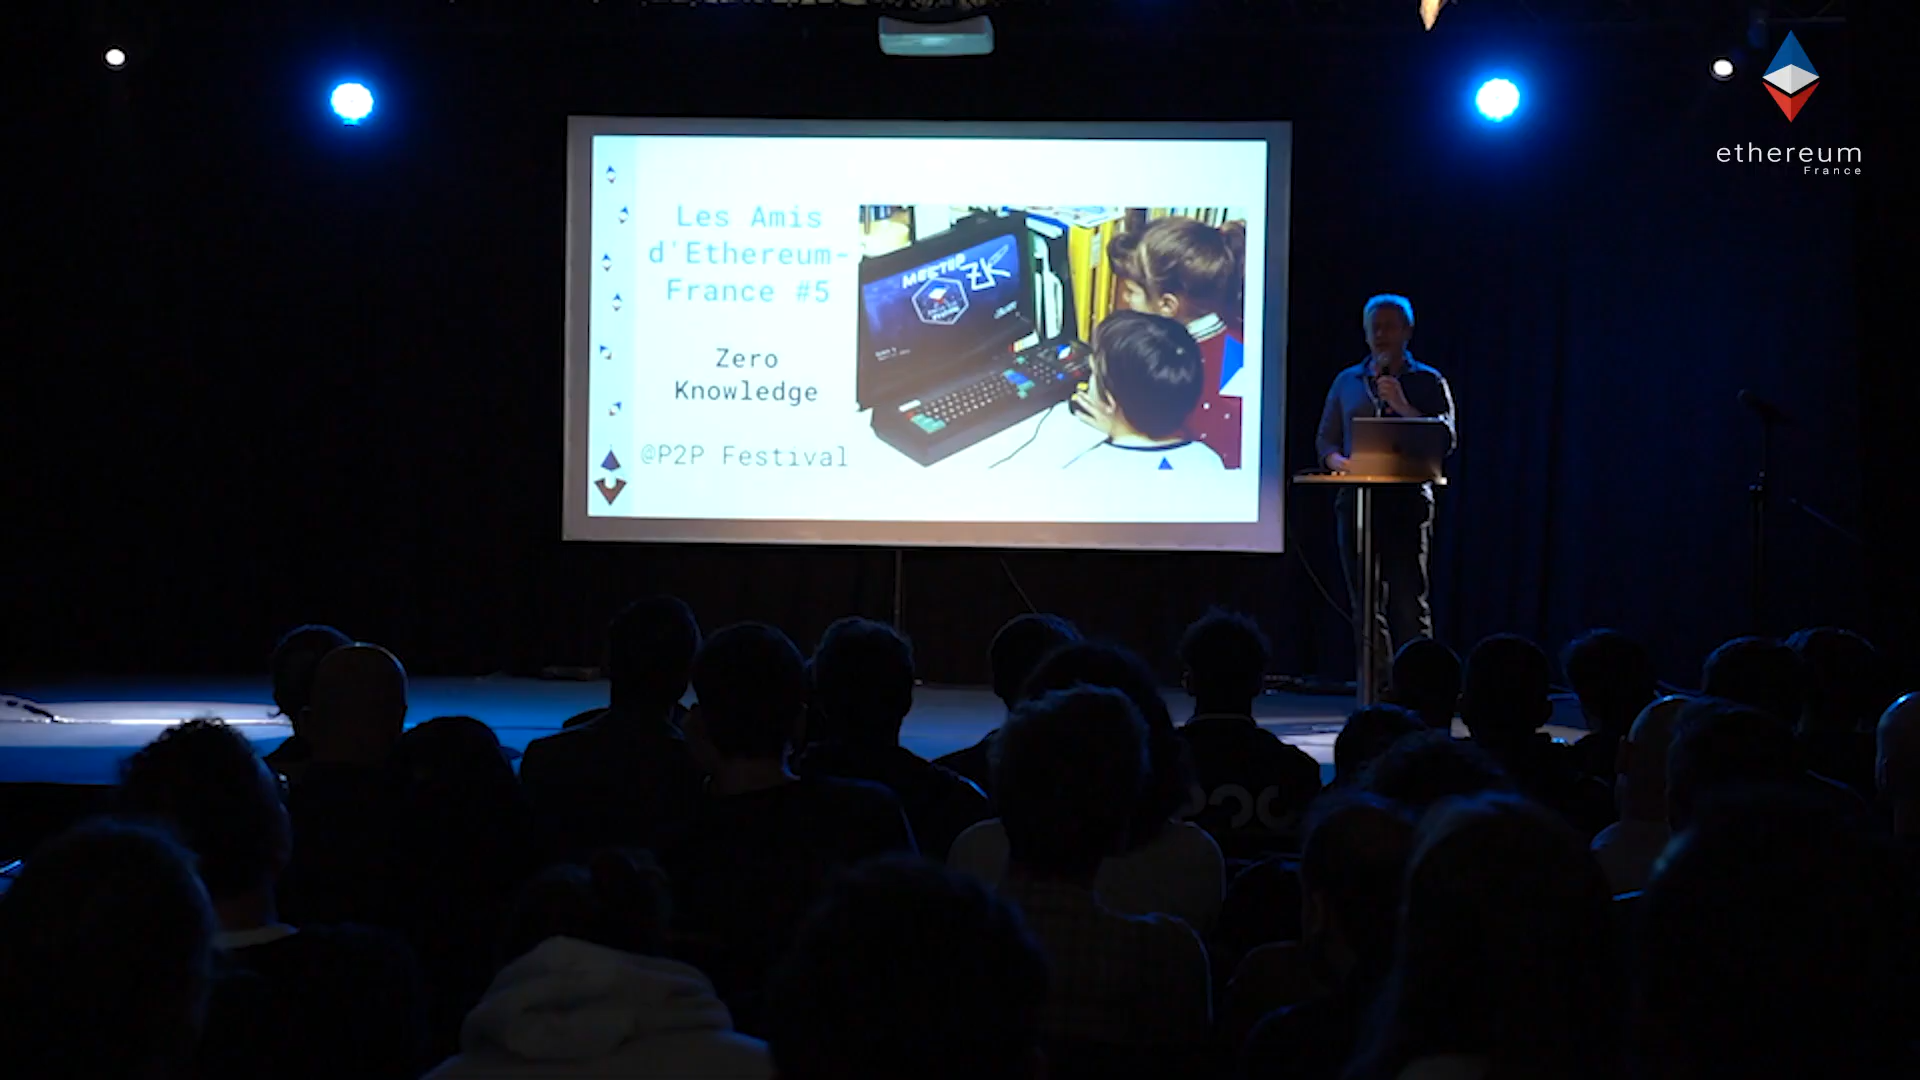 ethereum
France
Les Amis
d'Ethereum-
France #5
Zero
Knowledge
@P2P Festival
MEETUP
ZK